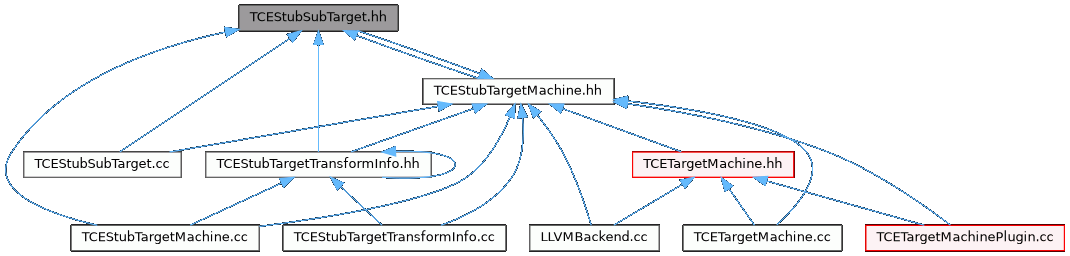 TCEStubSubTarget.hh
TCEStubTargetMachine.hh
TCEStubSubTarget.cc
TCEStubTargetTransformInfo.hh
TCETargetMachine.hh
TCEStubTargetMachine.cc
TCEStubTargetTransformInfo.cc
LLVMBackend.cc
TCETargetMachine.cc
TCETargetMachinePlugin.cc